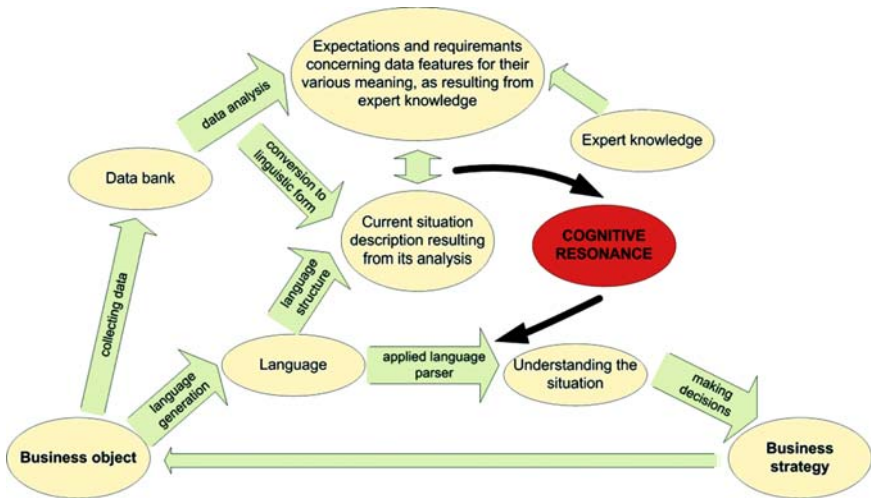 Expectations and requiremants
concerning data features for their
various meaning, as resulting from
expert knowledge
data analysis
Expert knowledge
conversion to
linguistic form
Data bank
Current situation
description resulting
from its analysis
COGNITIVE
RESONANCE
collecting data
language
structure
Language
applied language
parser
Understanding the
situation
language
generation
making
decisions
Business object
Business
strategy